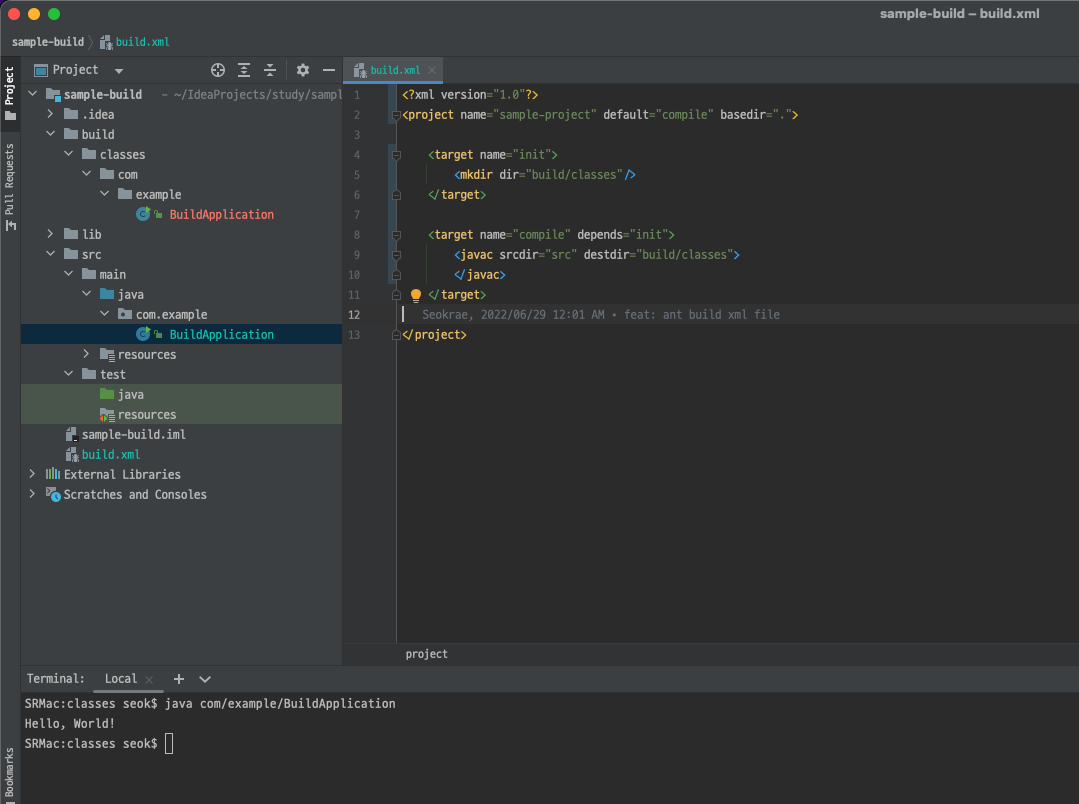 sample-build – build.xml
sample-build build.xml
Project
Pull Requests
Bookmarks
Project
sample-build – ~/IdeaProjects/study/sampl
.idea
build
classes
com
example
BuildApplication
lib
src
main
java
com.example
BuildApplication
resources
test
java
resources
sample-build.iml
build.xml
External Libraries
Scratches and Consoles
build.xml
1 <?xml version="1.0"?>
2 <project name="sample-project" default="compile" basedir=".">
3
4 <target name="init">
5 <mkdir dir="build/classes"/>
6 </target>
7
8 <target name="compile" depends="init">
9 <javac srcdir="src" destdir="build/classes">
10 </javac>
11 </target>
12 Seokrae, 2022/06/29 12:01 AM • feat: ant build xml file
13 </project>
project
Terminal: Local
SRMac:classes seok$ java com/example/BuildApplication
Hello, World!
SRMac:classes seok$